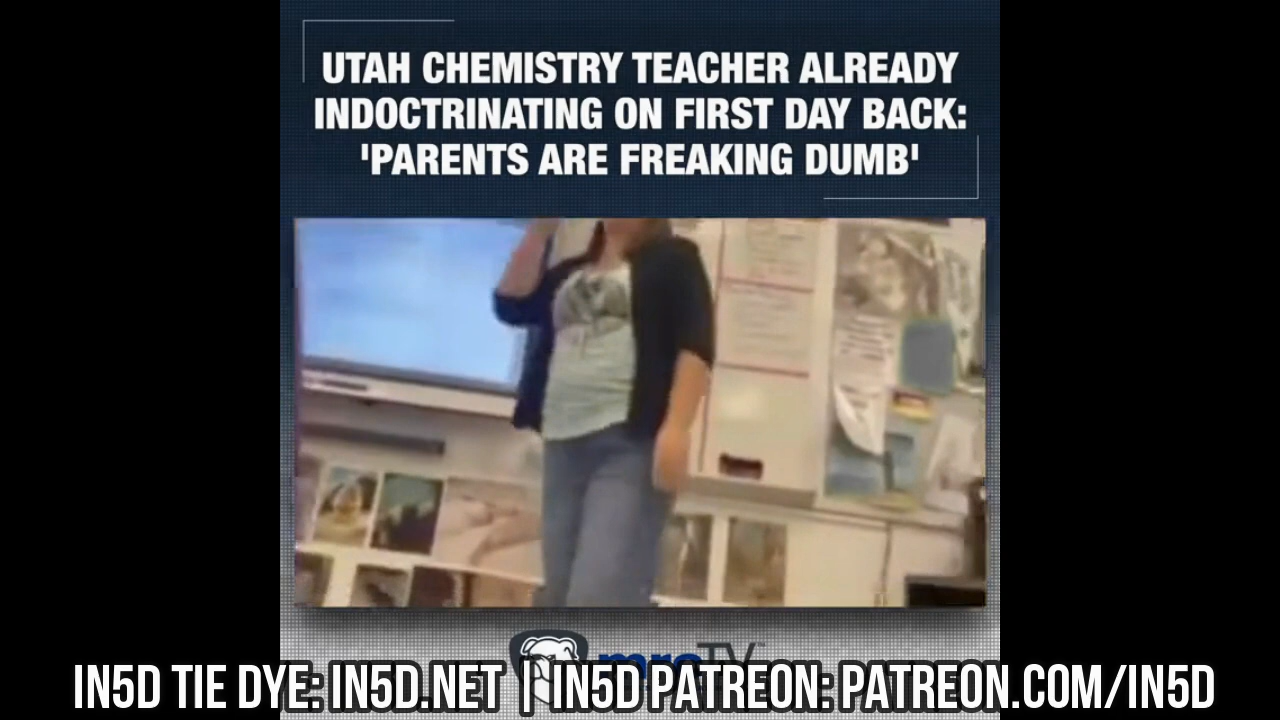 UTAH CHEMISTRY TEACHER ALREADY
INDOCTRINATING ON FIRST DAY BACK:
'PARENTS ARE FREAKING DUMB'
mrcTV
IN5D TIE DYE: IN5D.NET | IN5D PATREON: PATREON.COM/IN5D